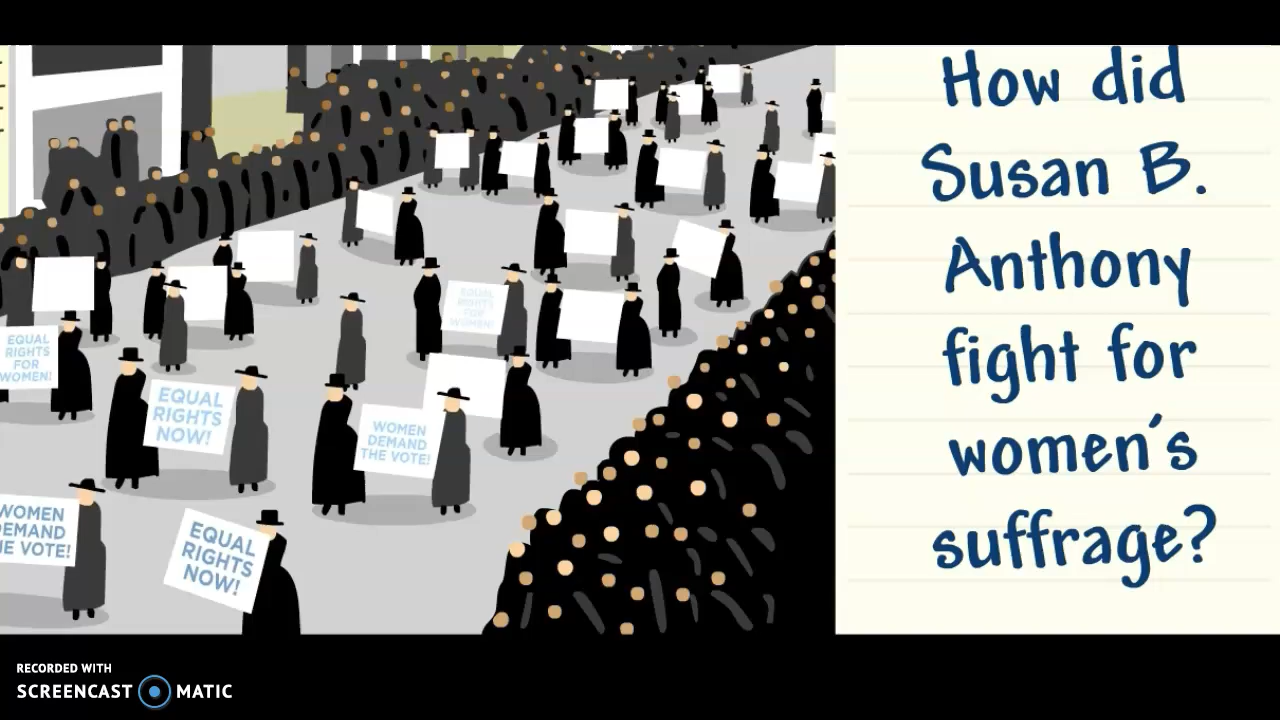 How did
Susan B.
Anthony
fight for
women's
suffrage?
EQUAL
RIGHTS
FOR
WOMEN!
EQUAL
RIGHTS
FOR
WOMEN!
EQUAL
RIGHTS
NOW!
WOMEN
DEMAND
THE VOTE!
WOMEN
DEMAND
HE VOTE!
EQUAL
RIGHTS
NOW!
RECORDED WITH
SCREENCAST MATIC